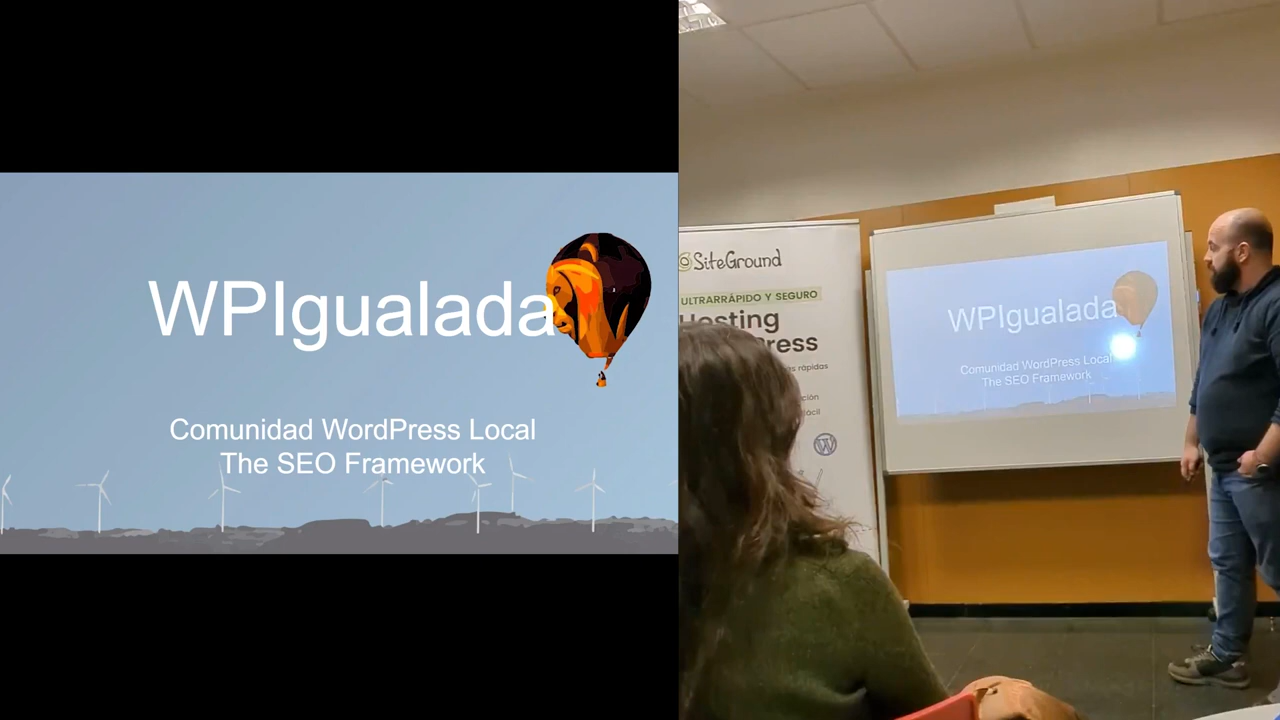 WPIgualada
Comunidad WordPress Local
The SEO Framework
SiteGround
ULTRARRÁPIDO Y SEGURO
Hosting
WPIgualada
Comunidad WordPress Local
The SEO Framework